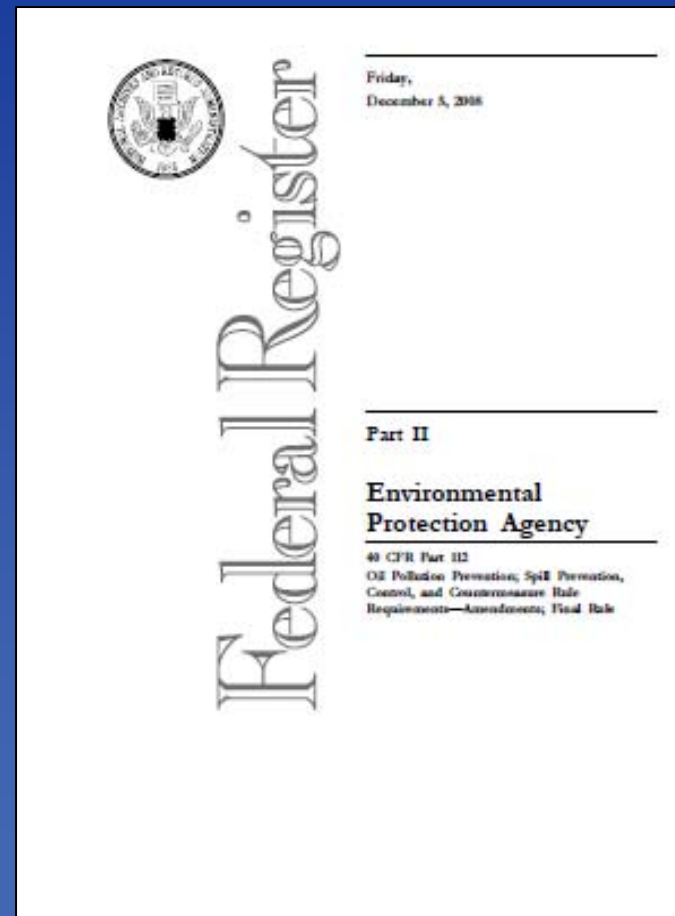 Federal Register
Friday,
December 5, 2008
Part II
Environmental
Protection Agency
40 CFR Part 112
Oil Pollution Prevention; Spill Prevention,
Control, and Countermeasure Rule
Requirements—Amendments; Final Rule